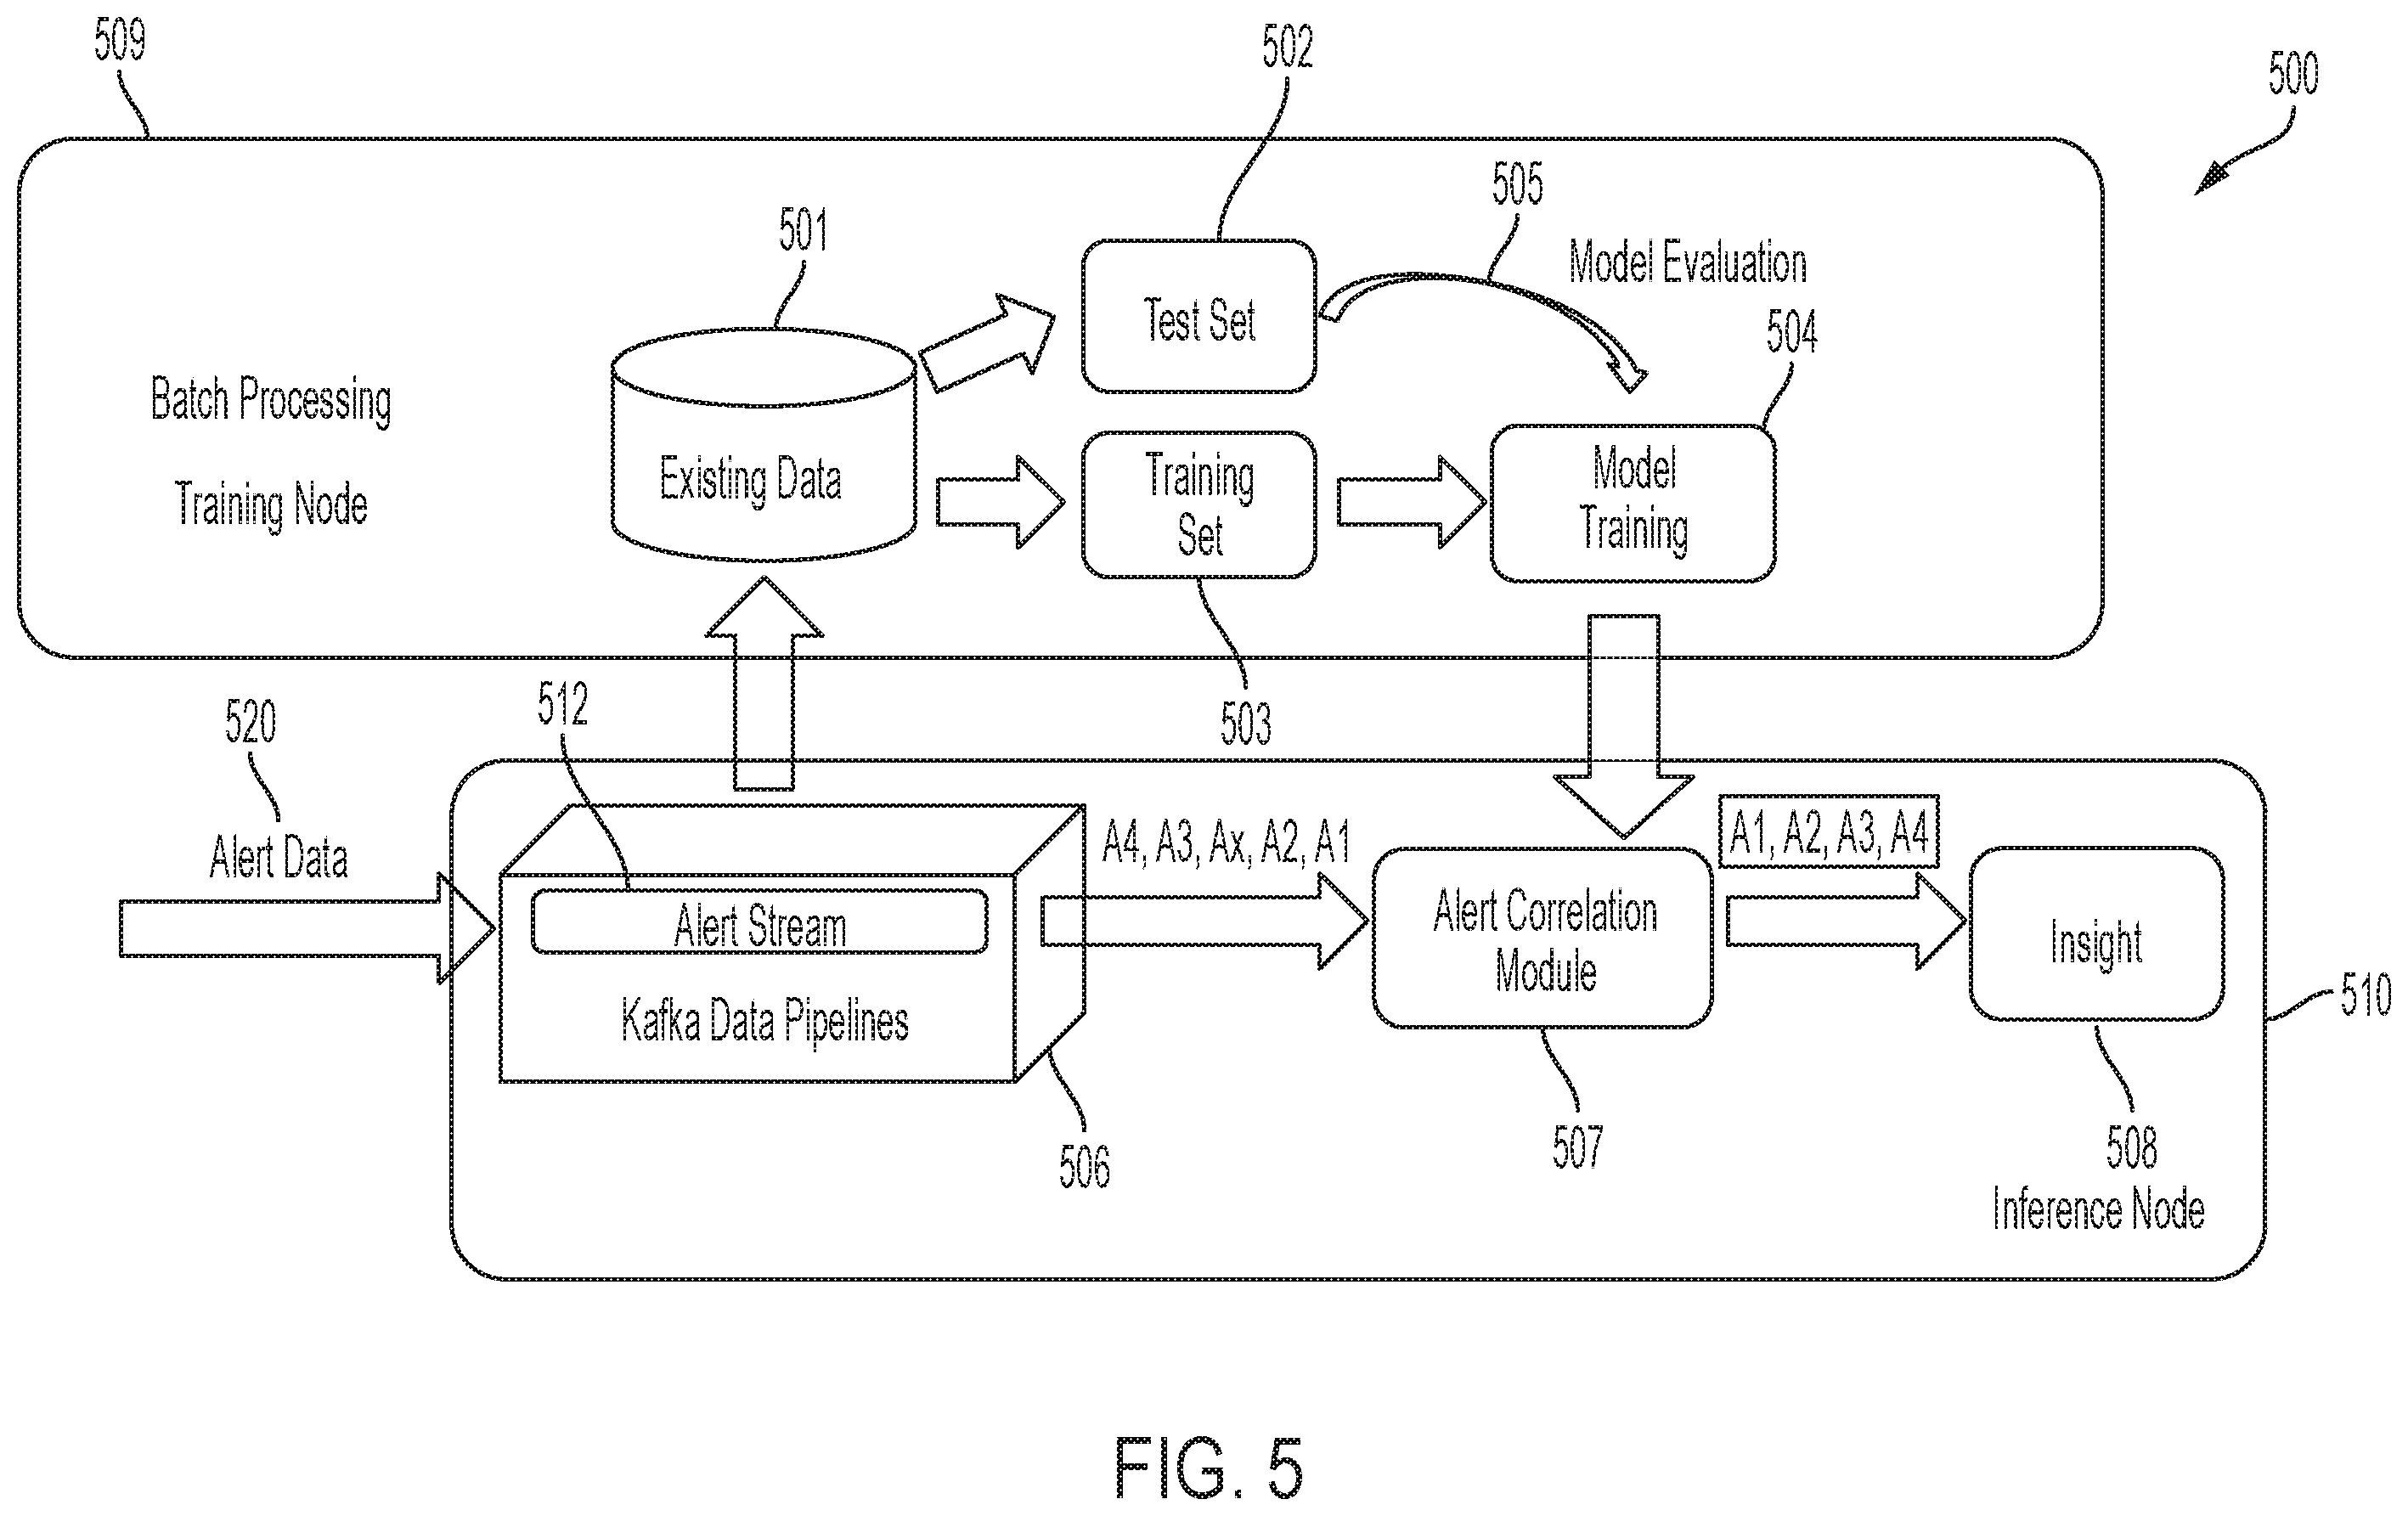 509
502
500
505
501
Model Evaluation
Test Set
504
Batch Processing
Training Node
Existing Data
Training
Set
Model
Training
512
520
503
Alert Data
A4, A3, Ax, A2, A1
A1, A2, A3, A4
Alert Stream
Kafka Data Pipelines
Alert Correlation
Module
Insight
510
506
507
508
Inference Node
FIG. 5